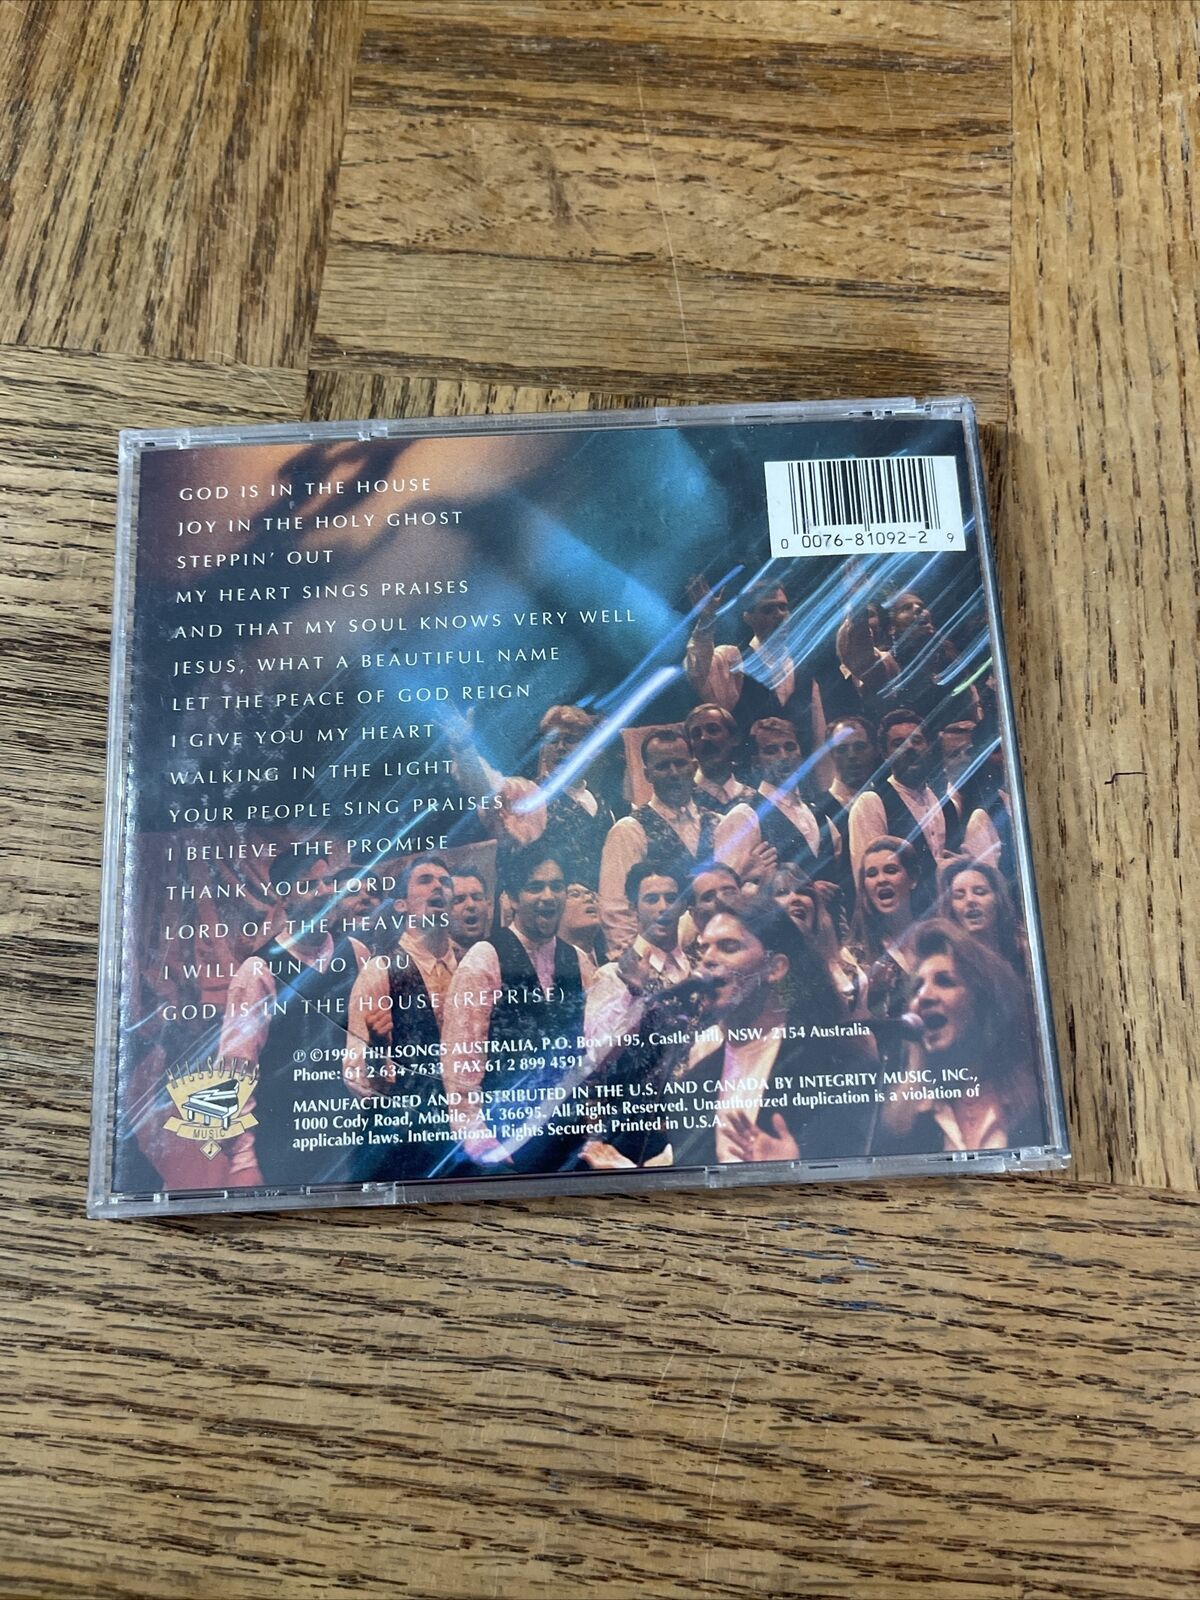 GOD IS IN THE HOUSE
JOY IN THE HOLY GHOST
STEPPIN' OUT
MY HEART SINGS PRAISES
AND THAT MY SOUL KNOWS VERY WELL
JESUS, WHAT A BEAUTIFUL NAME
LET THE PEACE OF GOD REIGN
I GIVE YOU MY HEART
WALKING IN THE LIGHT
YOUR PEOPLE SING PRAISES
I BELIEVE THE PROMISE
THANK YOU, LORD
LORD OF THE HEAVENS
I WILL RUN TO YOU
GOD IS IN THE HOUSE (REPRISE)
0 0076-81092-2 9
℗ ©1996 HILLSONGS AUSTRALIA, P.O. Box 1195, Castle Hill, NSW, 2154 Australia
Phone: 61 2 634 7633 FAX 61 2 899 4591
MANUFACTURED AND DISTRIBUTED IN THE U.S. AND CANADA BY INTEGRITY MUSIC, INC.,
1000 Cody Road, Mobile, AL 36695. All Rights Reserved. Unauthorized duplication is a violation of
applicable laws. International Rights Secured. Printed in U.S.A.
HILLSONGS
MUSIC